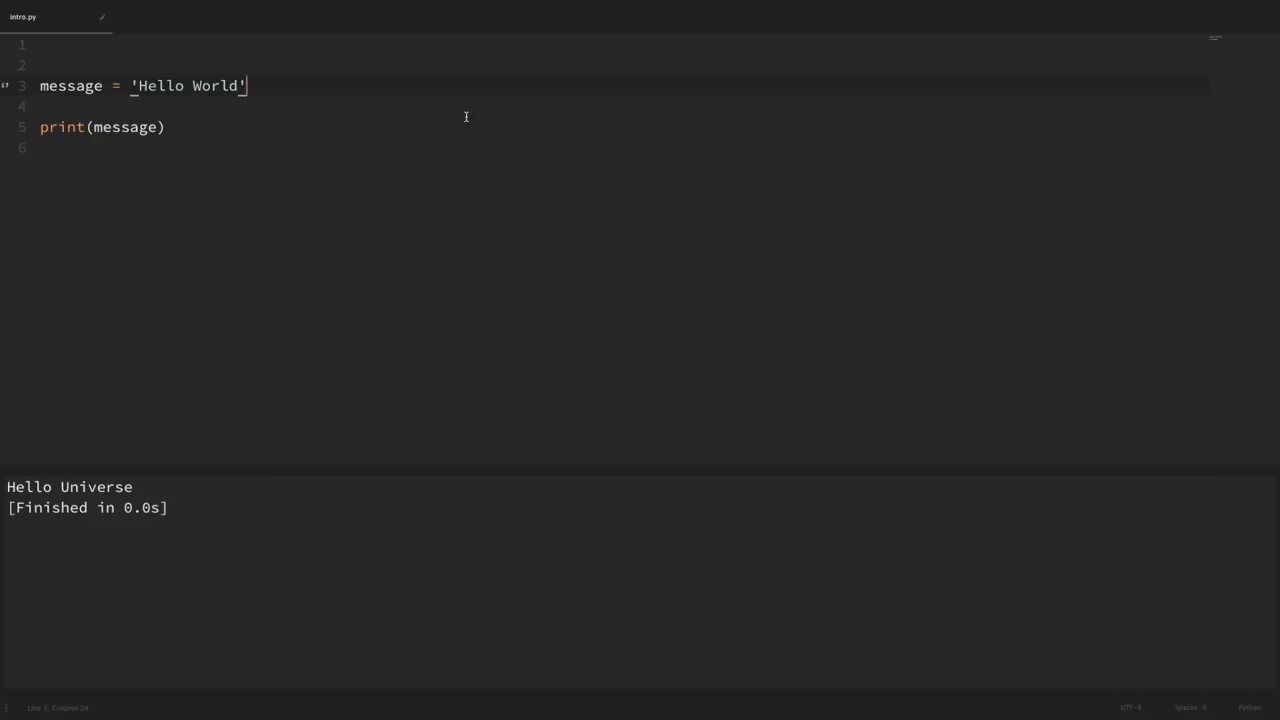 intro.py
1
2
3 message = 'Hello World'
4
5 print(message)
6
Hello Universe
[Finished in 0.0s]
Line 3, Column 24 UTF-8 Spaces: 4 Python